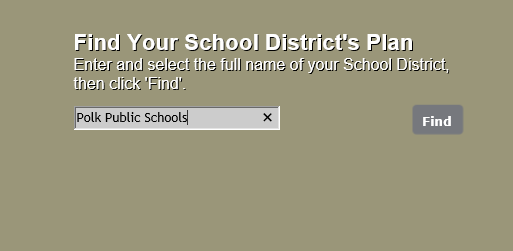 Find Your School District's Plan
Enter and select the full name of your School District,
then click 'Find'.
Polk Public Schools ✕
Find